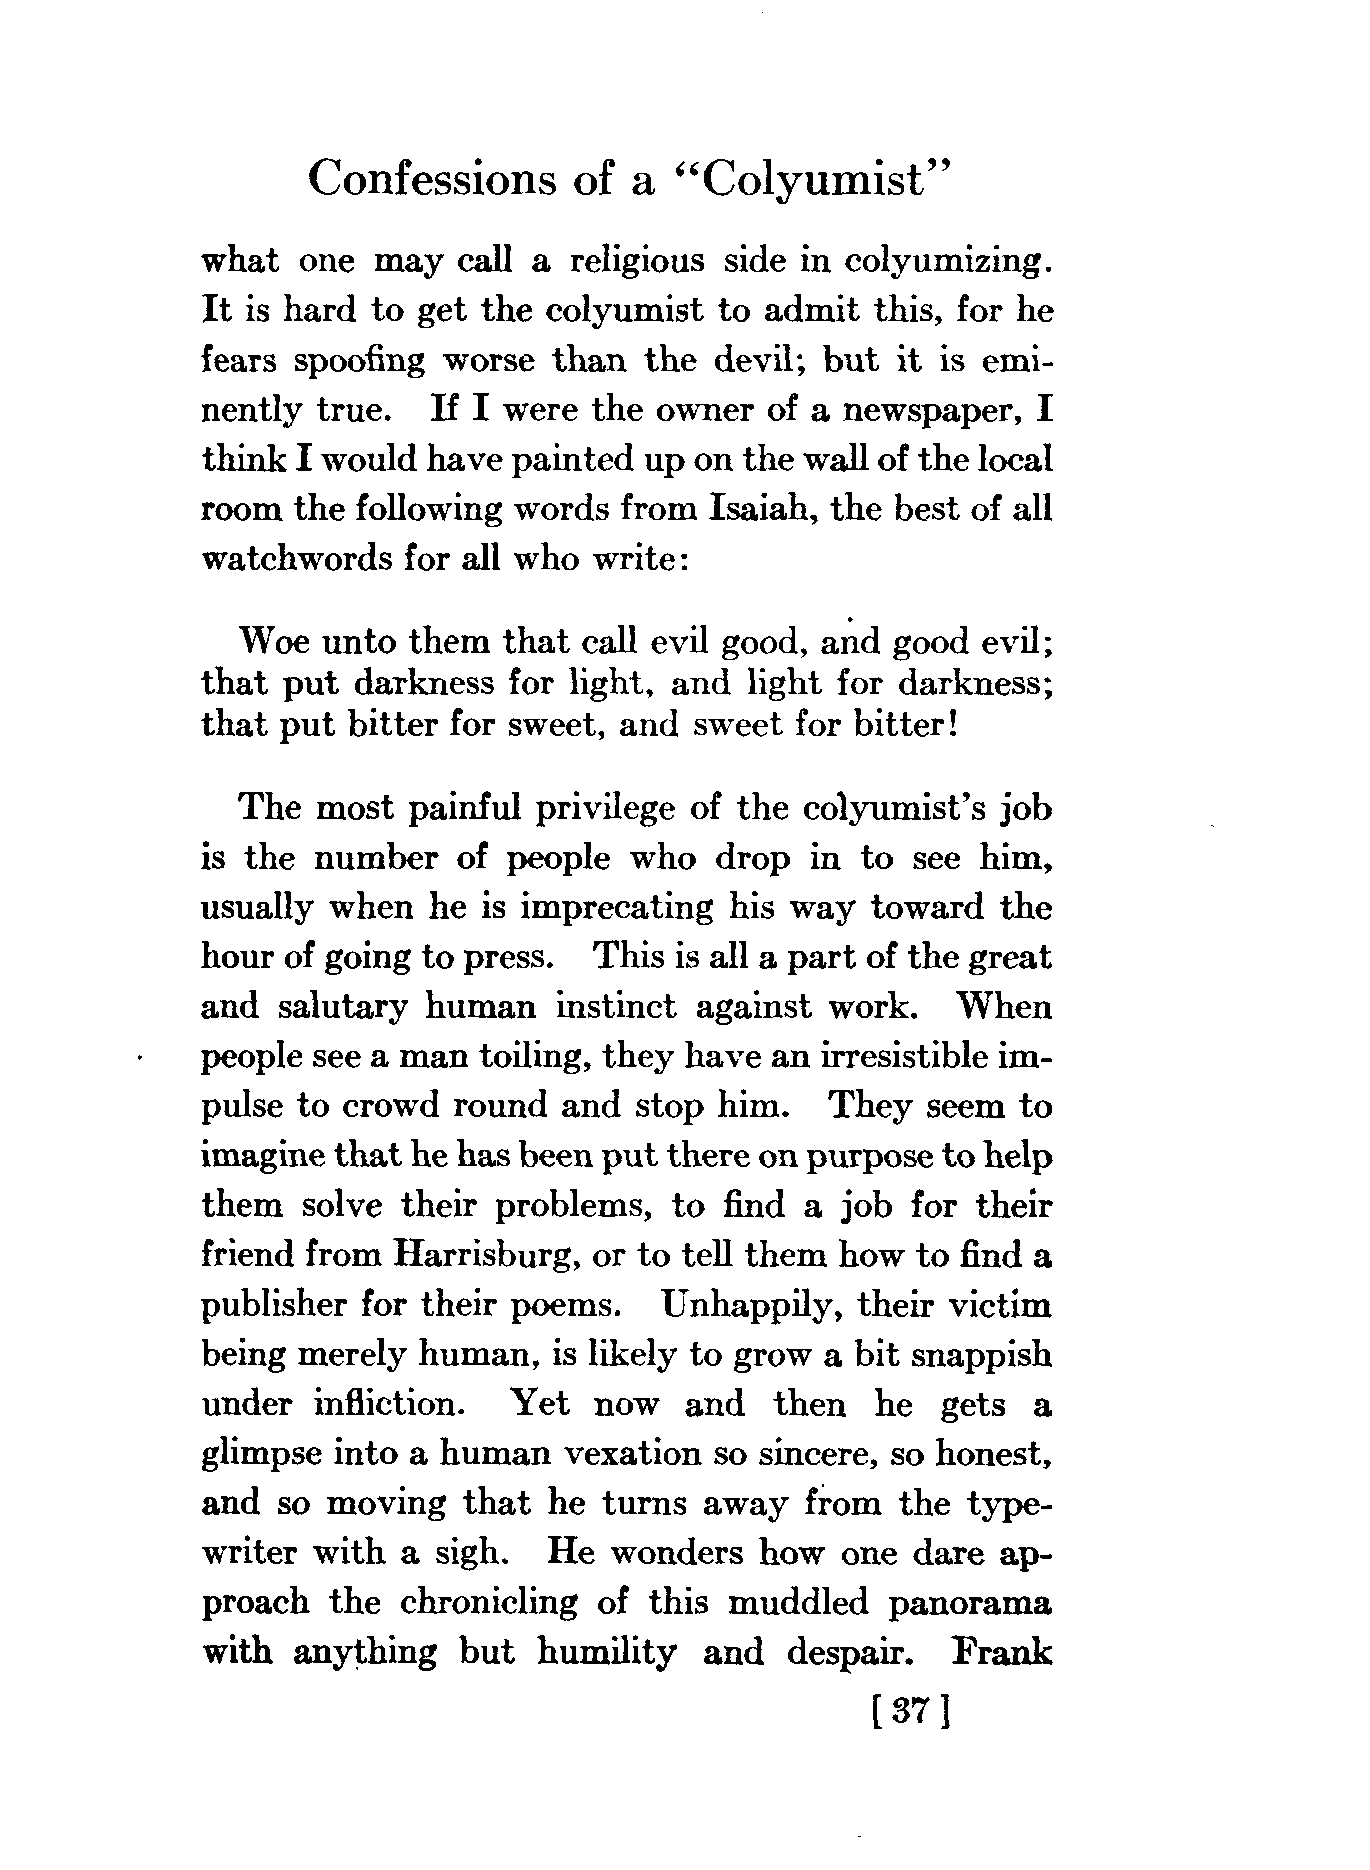 Confessions of a “Colyumist”
what one may call a religious side in colyumizing.
It is hard to get the colyumist to admit this, for he
fears spoofing worse than the devil; but it is emi-
nently true. If I were the owner of a newspaper, I
think I would have painted up on the wall of the local
room the following words from Isaiah, the best of all
watchwords for all who write:
Woe unto them that call evil good, and good evil;
that put darkness for light, and light for darkness;
that put bitter for sweet, and sweet for bitter!
The most painful privilege of the colyumist's job
is the number of people who drop in to see him,
usually when he is imprecating his way toward the
hour of going to press. This is all a part of the great
and salutary human instinct against work. When
people see a man toiling, they have an irresistible im-
pulse to crowd round and stop him. They seem to
imagine that he has been put there on purpose to help
them solve their problems, to find a job for their
friend from Harrisburg, or to tell them how to find a
publisher for their poems. Unhappily, their victim
being merely human, is likely to grow a bit snappish
under infliction. Yet now and then he gets a
glimpse into a human vexation so sincere, so honest,
and so moving that he turns away from the type-
writer with a sigh. He wonders how one dare ap-
proach the chronicling of this muddled panorama
with anything but humility and despair. Frank
[ 37 ]